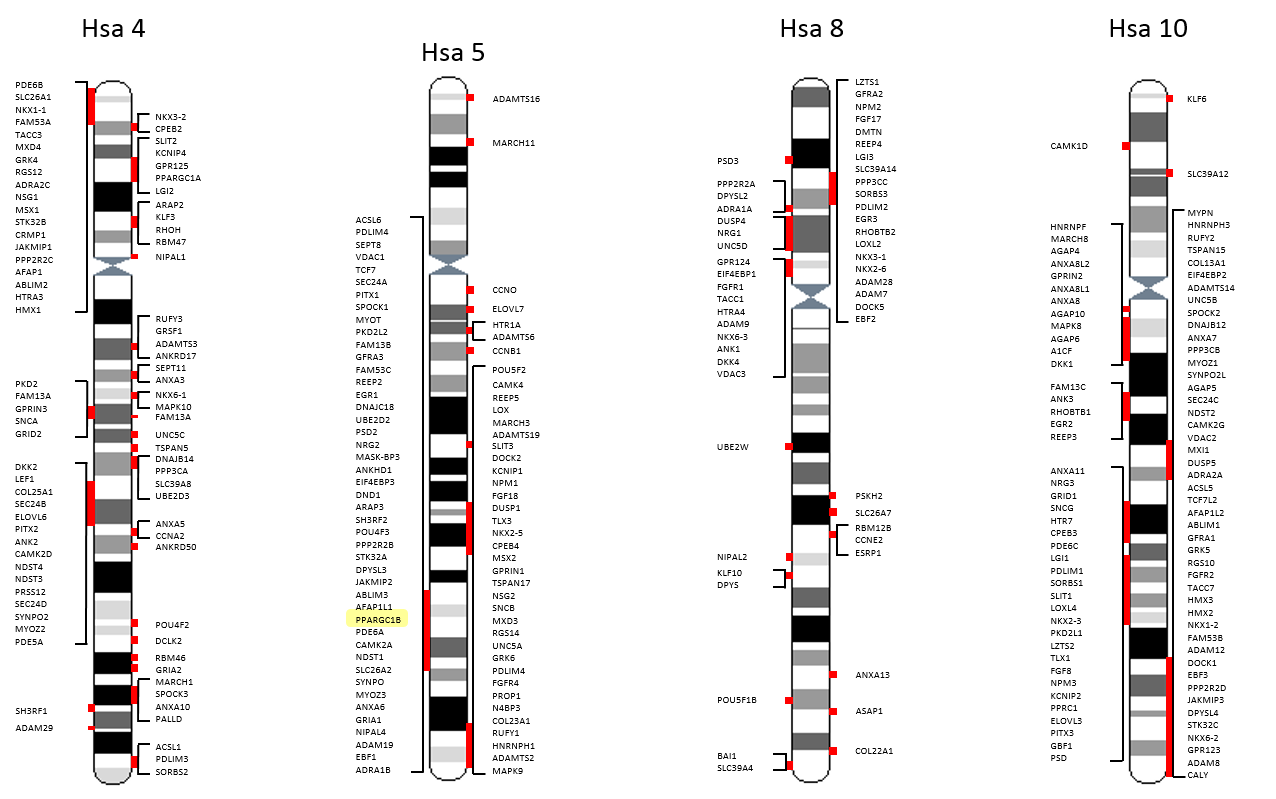 Hsa 4
PDE6B
SLC26A1
NKX1-1
FAM53A
TACC3
MXD4
GRK4
RGS12
ADRA2C
NSG1
MSX1
STK32B
CRMP1
JAKMIP1
PPP2R2C
AFAP1
ABLIM2
HTRA3
HMX1
PKD2
FAM13A
GPRIN3
SNCA
GRID2
DKK2
LEF1
COL25A1
SEC24B
ELOVL6
PITX2
ANK2
CAMK2D
NDST4
NDST3
PRSS12
SEC24D
SYNPO2
MYOZ2
PDE5A
SH3RF1
ADAM29
NKX3-2
CPEB2
SLIT2
KCNIP4
GPR125
PPARGC1A
LGI2
ARAP2
KLF3
RHOH
RBM47
NIPAL1
RUFY3
GRSF1
ADAMTS3
ANKRD17
SEPT11
ANXA3
NKX6-1
MAPK10
FAM13A
UNC5C
TSPAN5
DNAJB14
PPP3CA
SLC39A8
UBE2D3
ANXA5
CCNA2
ANKRD50
POU4F2
DCLK2
RBM46
GRIA2
MARCH1
SPOCK3
ANXA10
PALLD
ACSL1
PDLIM3
SORBS2
Hsa 5
ACSL6
PDLIM4
SEPT8
VDAC1
TCF7
SEC24A
PITX1
SPOCK1
MYOT
PKD2L2
FAM13B
GFRA3
FAM53C
REEP2
EGR1
DNAJC18
UBE2D2
PSD2
NRG2
MASK-BP3
ANKHD1
EIF4EBP3
DND1
ARAP3
SH3RF2
POU4F3
PPP2R2B
STK32A
DPYSL3
JAKMIP2
ABLIM3
AFAP1L1
PPARGC1B
PDE6A
CAMK2A
NDST1
SLC26A2
SYNPO
MYOZ3
ANXA6
GRIA1
NIPAL4
ADAM19
EBF1
ADRA1B
ADAMTS16
MARCH11
CCNO
ELOVL7
HTR1A
ADAMTS6
CCNB1
POU5F2
CAMK4
REEP5
LOX
MARCH3
ADAMTS19
SLIT3
DOCK2
KCNIP1
NPM1
FGF18
DUSP1
TLX3
NKX2-5
CPEB4
MSX2
GPRIN1
TSPAN17
NSG2
SNCB
MXD3
RGS14
UNC5A
GRK6
PDLIM4
FGFR4
PROP1
N4BP3
COL23A1
RUFY1
HNRNPH1
ADAMTS2
MAPK9
Hsa 8
PSD3
PPP2R2A
DPYSL2
ADRA1A
DUSP4
NRG1
UNC5D
GPR124
EIF4EBP1
FGFR1
TACC1
HTRA4
ADAM9
NKX6-3
ANK1
DKK4
VDAC3
UBE2W
NIPAL2
KLF10
DPYS
POU5F1B
BAI1
SLC39A4
LZTS1
GFRA2
NPM2
FGF17
DMTN
REEP4
LGI3
SLC39A14
PPP3CC
SORBS3
PDLIM2
EGR3
RHOBTB2
LOXL2
NKX3-1
NKX2-6
ADAM28
ADAM7
DOCK5
EBF2
PSKH2
SLC26A7
RBM12B
CCNE2
ESRP1
ANXA13
ASAP1
COL22A1
Hsa 10
CAMK1D
HNRNPF
MARCH8
AGAP4
ANXA8L2
GPRIN2
ANXA8L1
ANXA8
AGAP10
MAPK8
AGAP6
A1CF
DKK1
FAM13C
ANK3
RHOBTB1
EGR2
REEP3
ANXA11
NRG3
GRID1
SNCG
HTR7
CPEB3
PDE6C
LGI1
PDLIM1
SORBS1
SLIT1
LOXL4
NKX2-3
PKD2L1
LZTS2
TLX1
FGF8
NPM3
KCNIP2
PPRC1
ELOVL3
PITX3
GBF1
PSD
KLF6
SLC39A12
MYPN
HNRNPH3
RUFY2
TSPAN15
COL13A1
EIF4EBP2
ADAMTS14
UNC5B
SPOCK2
DNAJB12
ANXA7
PPP3CB
MYOZ1
SYNPO2L
AGAP5
SEC24C
NDST2
CAMK2G
VDAC2
MXI1
DUSP5
ADRA2A
ACSL5
TCF7L2
AFAP1L2
ABLIM1
GFRA1
GRK5
RGS10
FGFR2
TACC7
HMX3
HMX2
NKX1-2
FAM53B
ADAM12
DOCK1
EBF3
PPP2R2D
JAKMIP3
DPYSL4
STK32C
NKX6-2
GPR123
ADAM8
CALY